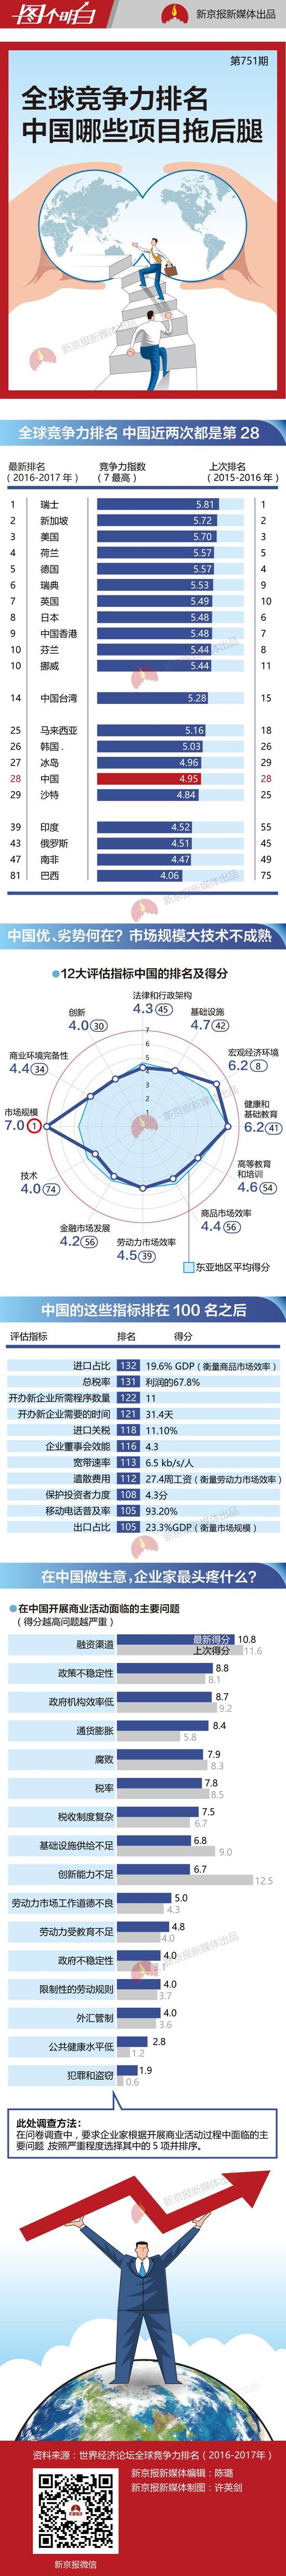 图个明白
新京报新媒体出品
第751期
全球竞争力排名
中国哪些项目拖后腿
新京报新媒体出品
全球竞争力排名 中国近两次都是第 28
最新排名 竞争力指数 上次排名
(2016-2017 年) (7 最高) (2015-2016 年)
1 瑞士 5.81 1
2 新加坡 5.72 2
3 美国 5.70 3
4 荷兰 5.57 5
5 德国 5.57 4
6 瑞典 5.53 9
7 英国 5.49 10
8 日本 5.48 6
9 中国香港 5.48 7
10 芬兰 5.44 8
10 挪威 5.44 11
14 中国台湾 5.28 15
25 马来西亚 5.16 18
26 韩国 . 5.03 26
27 冰岛 4.96 29
28 中国 4.95 28
29 沙特 4.84 25
39 印度 4.52 55
43 俄罗斯 4.51 45
47 南非 4.47 49
81 巴西 4.06 75
中国优、劣势何在? 市场规模大技术不成熟
●12大评估指标中国的排名及得分
法律和行政架构
4.3 45
基础设施
4.7 42
宏观经济环境
6.2 8
健康和
基础教育
6.2 41
高等教育
和培训
4.6 54
商品市场效率
4.4 56
劳动力市场效率
4.5 39
金融市场发展
4.2 56
技术
4.0 74
市场规模
7.0 1
商业环境完备性
4.4 34
创新
4.0 30
7
6
5
4
3
2
1
东亚地区平均得分
中国的这些指标排在 100 名之后
评估指标 排名 得分
进口占比 132 19.6% GDP(衡量商品市场效率)
总税率 131 利润的67.8%
开办新企业所需程序数量 122 11
开办新企业需要的时间 121 31.4天
进口关税 118 11.10%
企业董事会效能 116 4.3
宽带速率 113 6.5 kb/s/人
遣散费用 112 27.4周工资(衡量劳动力市场效率)
保护投资者力度 108 4.3分
移动电话普及率 105 93.20%
出口占比 105 23.3%GDP(衡量市场规模)
在中国做生意,企业家最头疼什么?
●在中国开展商业活动面临的主要问题
(得分越高问题越严重)
融资渠道 最新得分 10.8
上次得分 11.6
政策不稳定性 8.8
8.1
政府机构效率低 8.7
9.2
通货膨胀 8.4
5.8
腐败 7.9
8.3
税率 7.8
8.5
税收制度复杂 7.5
6.7
基础设施供给不足 6.8
9.0
创新能力不足 6.7
12.5
劳动力市场工作道德不良 5.0
4.3
劳动力受教育不足 4.8
4.0
政府不稳定性 4.0
3.1
限制性的劳动规则 4.0
3.7
外汇管制 4.0
3.6
公共健康水平低 2.8
1.2
犯罪和盗窃 1.9
0.6
此处调查方法:
在问卷调查中，要求企业家根据开展商业活动过程中面临的主
要问题,按照严重程度选择其中的 5 项并排序。
资料来源:世界经济论坛全球竞争力排名(2016-2017年)
新京报新媒体编辑:陈璐
新京报新媒体制图:许英剑
新京报微信